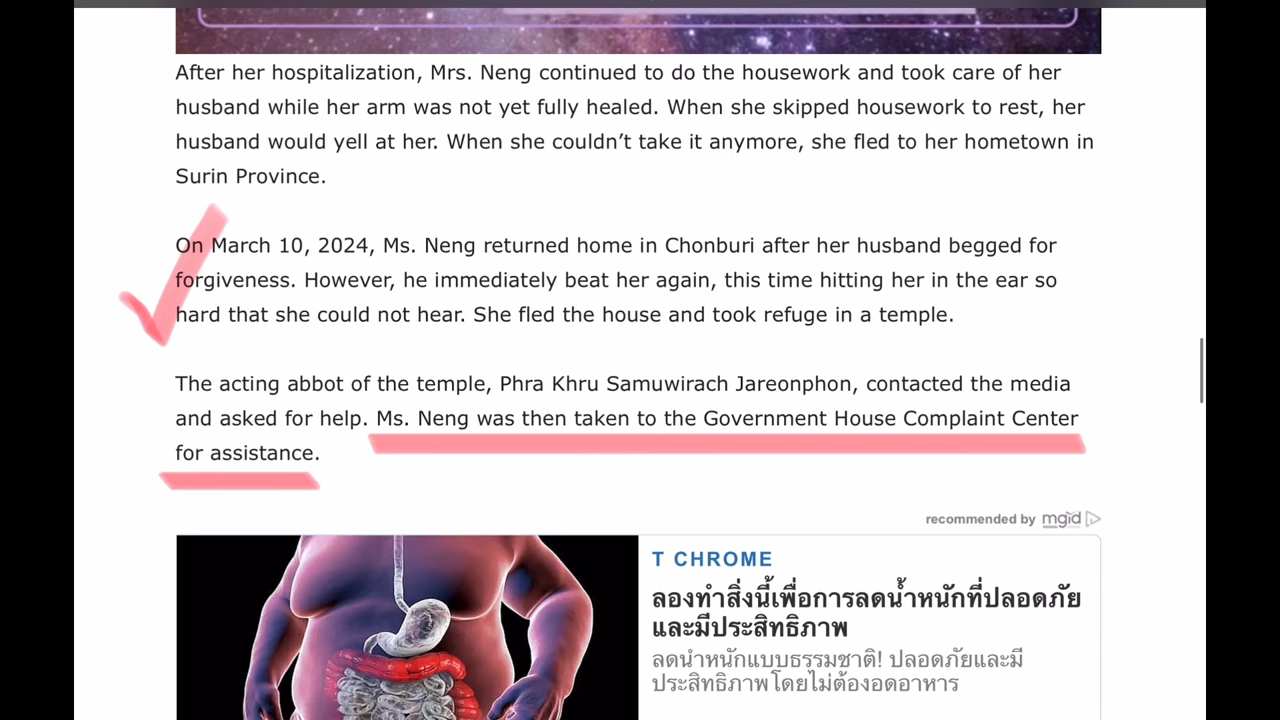 After her hospitalization, Mrs. Neng continued to do the housework and took care of her
husband while her arm was not yet fully healed. When she skipped housework to rest, her
husband would yell at her. When she couldn’t take it anymore, she fled to her hometown in
Surin Province.
On March 10, 2024, Ms. Neng returned home in Chonburi after her husband begged for
forgiveness. However, he immediately beat her again, this time hitting her in the ear so
hard that she could not hear. She fled the house and took refuge in a temple.
The acting abbot of the temple, Phra Khru Samuwirach Jareonphon, contacted the media
and asked for help. Ms. Neng was then taken to the Government House Complaint Center
for assistance.
recommended by mgid
T CHROME
ลองทำสิ่งนี้เพื่อการลดน้ำหนักที่ปลอดภัย
และมีประสิทธิภาพ
ลดน้ำหนักแบบธรรมชาติ! ปลอดภัยและมี
ประสิทธิภาพโดยไม่ต้องอดอาหาร